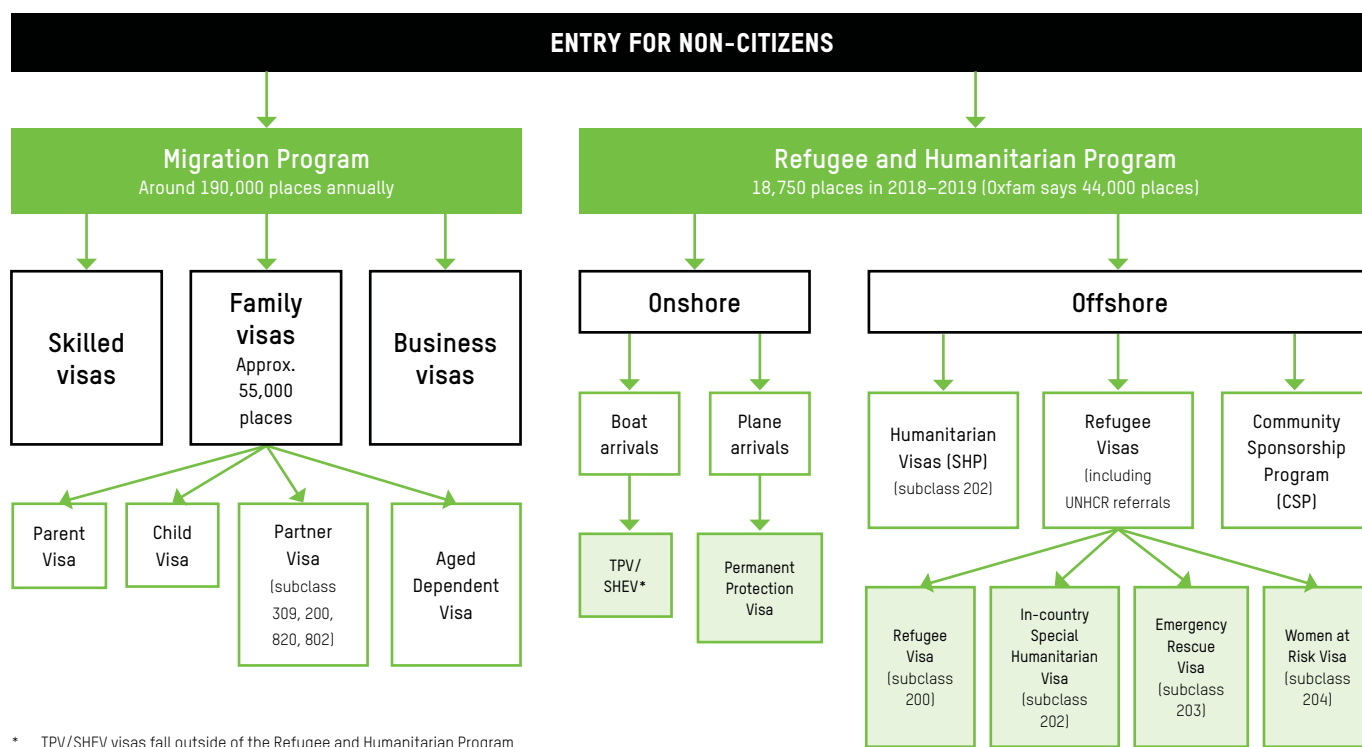 ENTRY FOR NON-CITIZENS
Migration Program
Around 190,000 places annually
Refugee and Humanitarian Program
18,750 places in 2018–2019 (Oxfam says 44,000 places)
Skilled
visas
Family
visas
Approx.
55,000
places
Business
visas
Onshore
Offshore
Boat
arrivals
Plane
arrivals
Humanitarian
Visas (SHP)
(subclass 202)
Refugee
Visas
(including
UNHCR referrals
Community
Sponsorship
Program
(CSP)
Parent
Visa
Child
Visa
Partner
Visa
(subclass
309, 200,
820, 802)
Aged
Dependent
Visa
TPV/
SHEV*
Permanent
Protection
Visa
Refugee
Visa
(subclass
200)
In-country
Special
Humanitarian
Visa
(subclass
202)
Emergency
Rescue
Visa
(subclass
203)
Women at
Risk Visa
(subclass
204)
* TPV/SHEV visas fall outside of the Refugee and Humanitarian Program